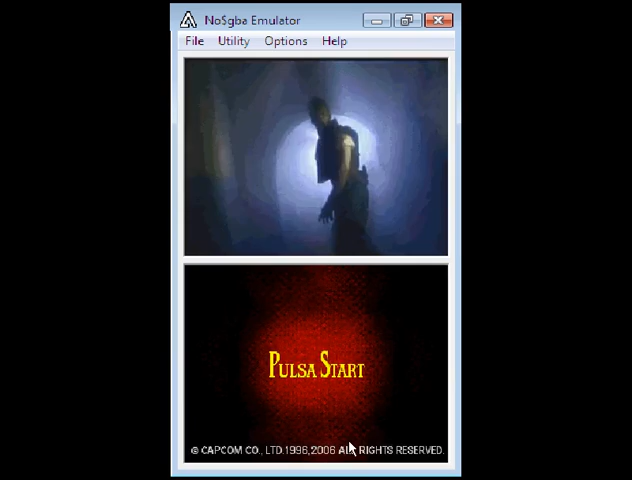 No$gba Emulator
File Utility Options Help
PULSA START
© CAPCOM CO., LTD.1996,2006 ALL RIGHTS RESERVED.